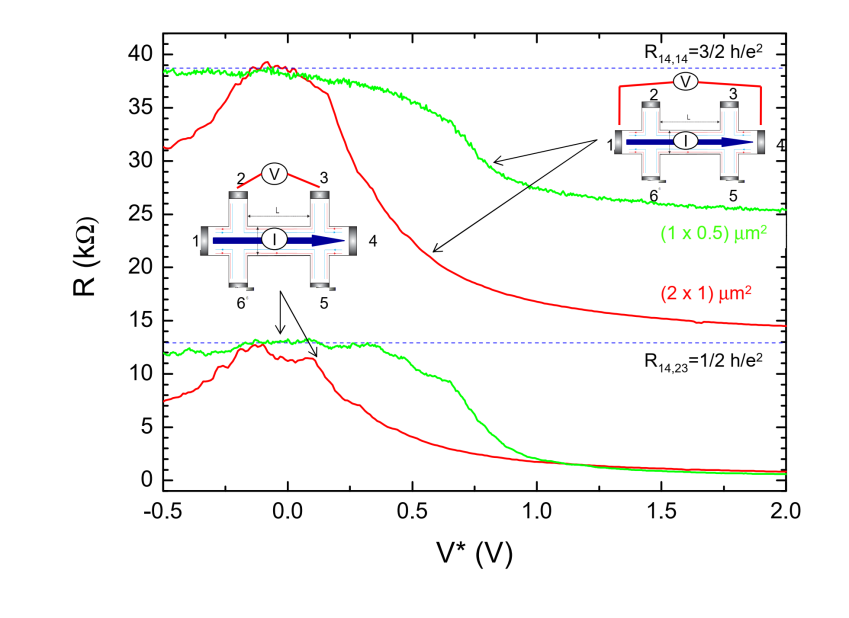 R (kΩ)
40
35
30
25
20
15
10
5
0
-0.5 0.0 0.5 1.0 1.5 2.0
V* (V)
R14,14=3/2 h/e²
V
2 3
L
1 I 4
6 5
(1 x 0.5) μm²
(2 x 1) μm²
V
2 3
L
1 I 4
6 5
R14,23=1/2 h/e²